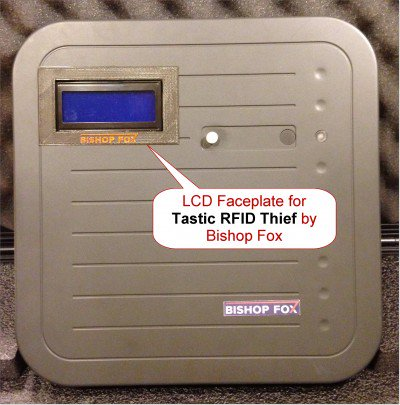 BISHOP FOX
LCD Faceplate for
Tastic RFID Thief by
Bishop Fox
BISHOP FOX